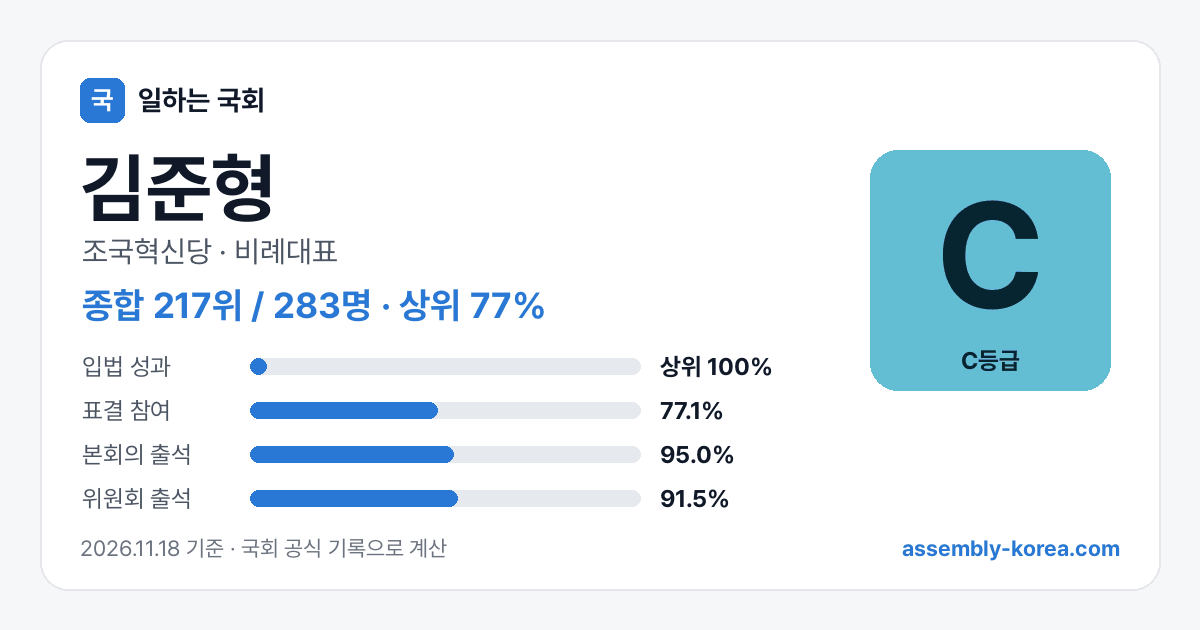 국 일하는 국회
김준형
조국혁신당 · 비례대표
종합 217위 / 283명 · 상위 77%
C
C등급
입법 성과 상위 100%
표결 참여 77.1%
본회의 출석 95.0%
위원회 출석 91.5%
2026.11.18 기준 · 국회 공식 기록으로 계산
assembly-korea.com